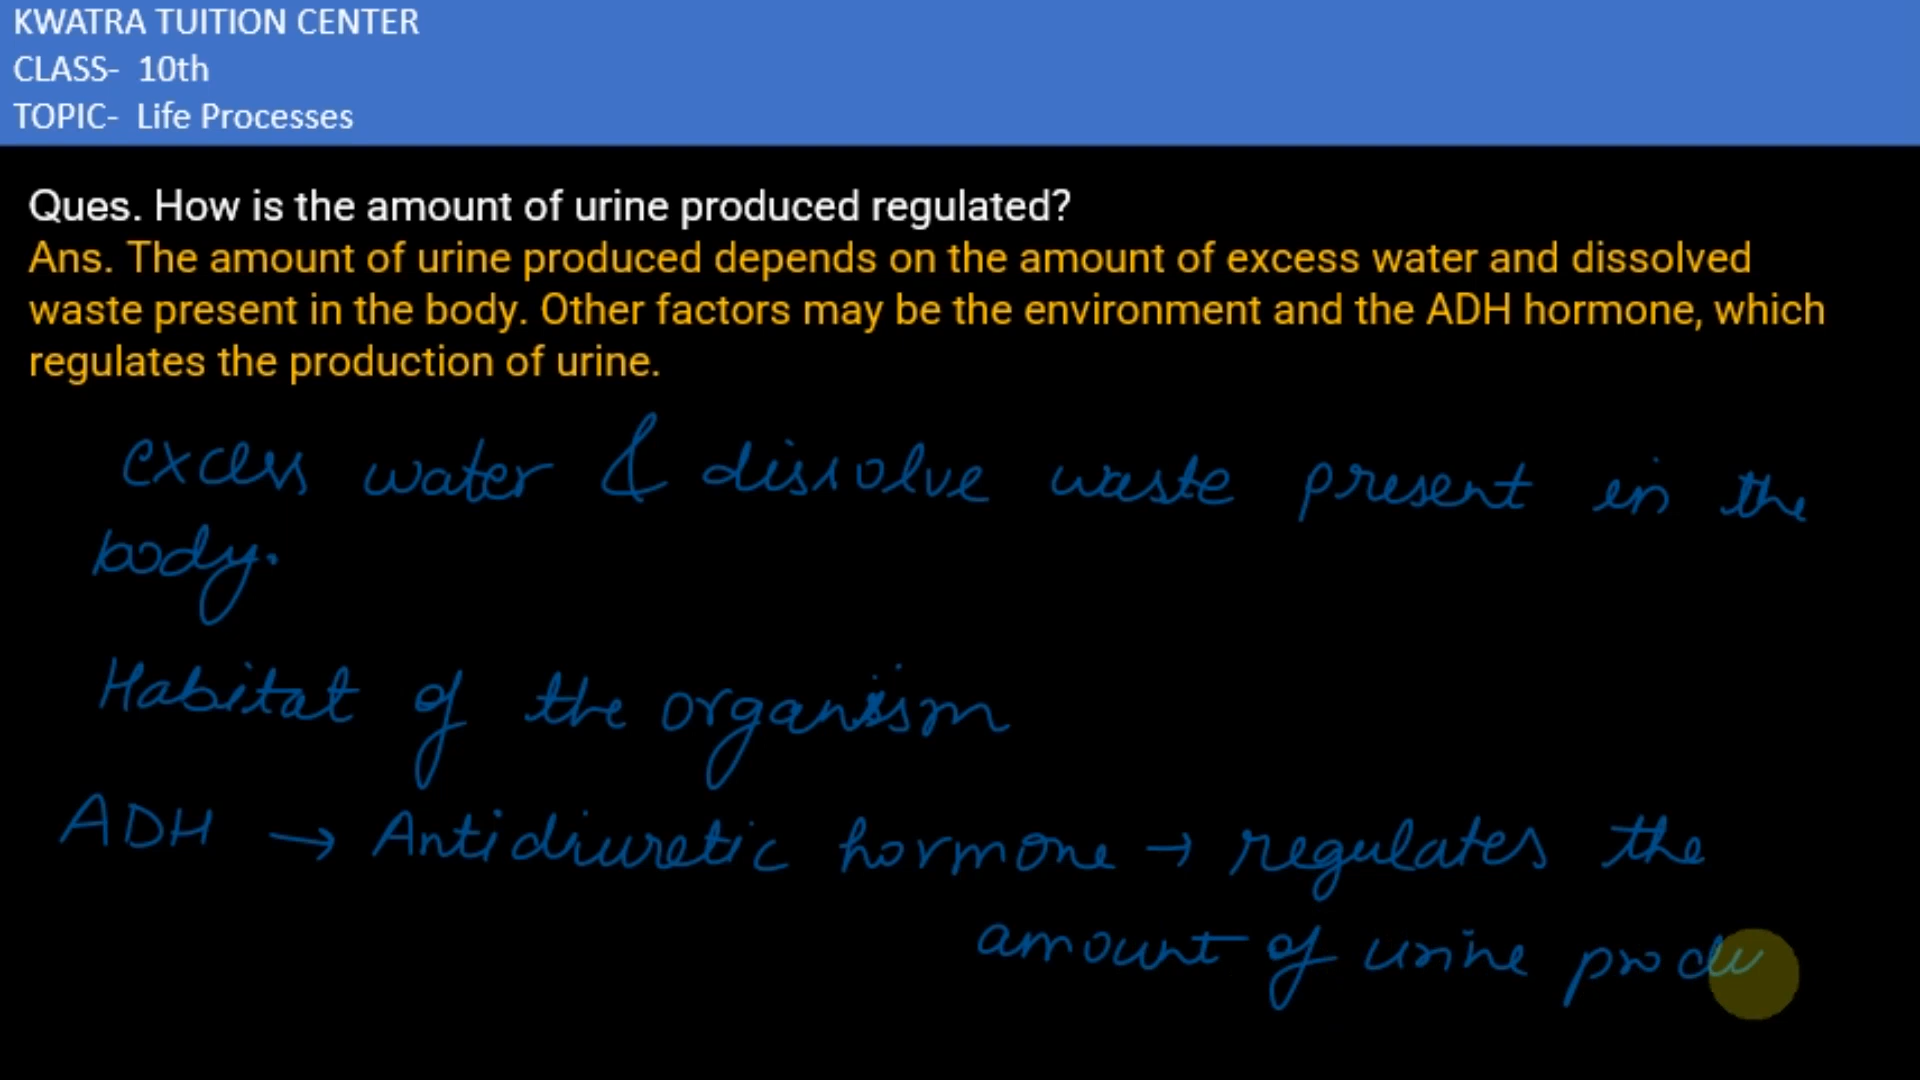 KWATRA TUITION CENTER
CLASS- 10th
TOPIC- Life Processes
Ques. How is the amount of urine produced regulated?
Ans. The amount of urine produced depends on the amount of excess water and dissolved
waste present in the body. Other factors may be the environment and the ADH hormone, which
regulates the production of urine.
excess water & dissolve waste present in the
body.
Habitat of the organism
ADH → Antidiuretic hormone → regulates the
amount of urine produ